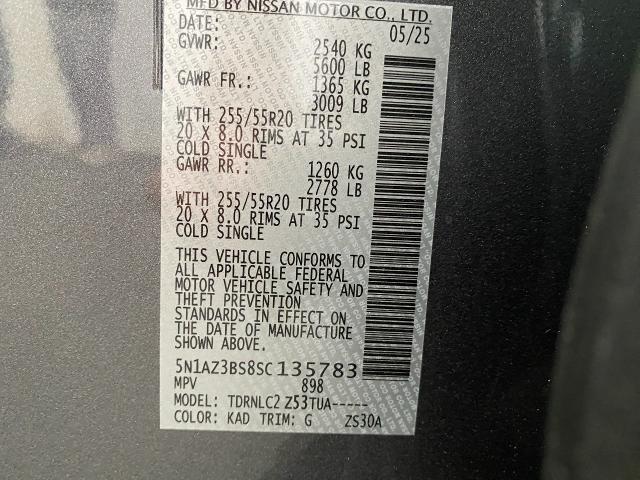 MFD BY NISSAN MOTOR CO., LTD.
DATE: 05/25
GVWR: 2540 KG
5600 LB
GAWR FR.: 1365 KG
3009 LB
WITH 255/55R20 TIRES
20 X 8.0 RIMS AT 35 PSI
COLD SINGLE
GAWR RR.: 1260 KG
2778 LB
WITH 255/55R20 TIRES
20 X 8.0 RIMS AT 35 PSI
COLD SINGLE
THIS VEHICLE CONFORMS TO
ALL APPLICABLE FEDERAL
MOTOR VEHICLE SAFETY AND
THEFT PREVENTION
STANDARDS IN EFFECT ON
THE DATE OF MANUFACTURE
SHOWN ABOVE.
5N1AZ3BS8SC135783
MPV 898
MODEL: TDRNLC2 Z53TUA-----
COLOR: KAD TRIM: G ZS30A